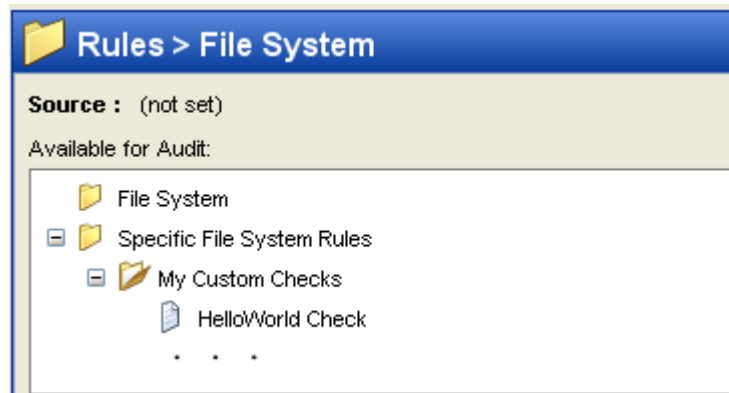 Rules > File System
Source : (not set)
Available for Audit:
File System
Specific File System Rules
My Custom Checks
HelloWorld Check
. . .